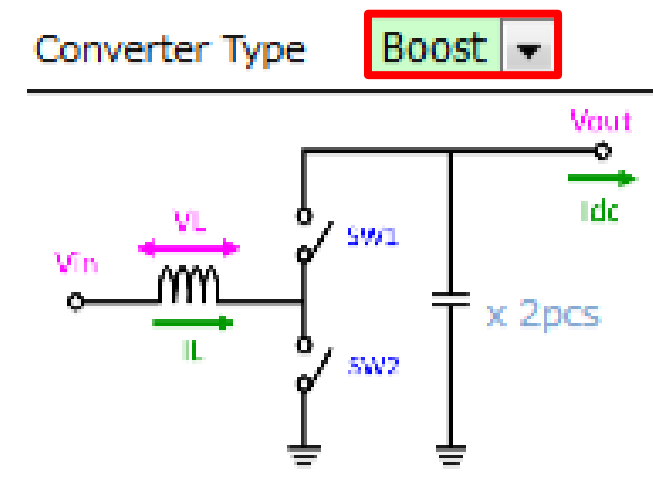 Converter Type Boost
Vout
Idc
VL
SW1
Vin
x 2pcs
IL
SW2